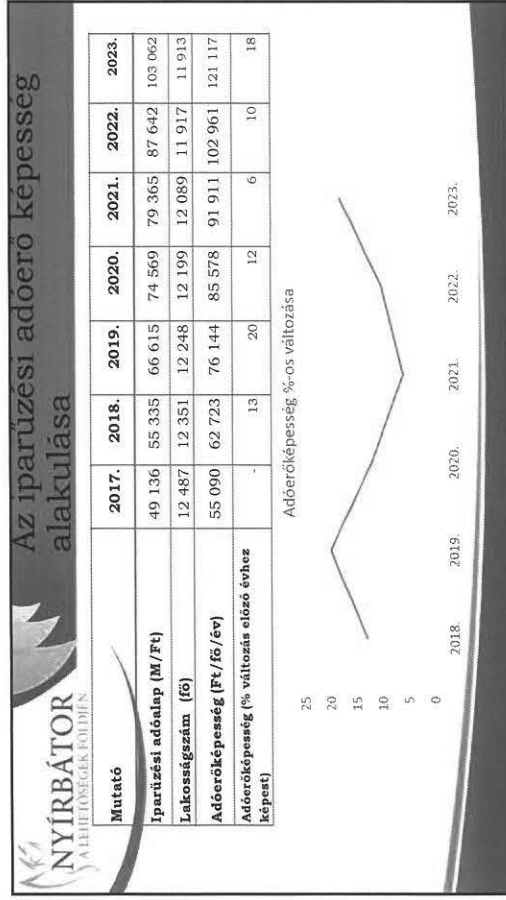 Az iparűzési adóerő képesség
alakulása
NYÍRBÁTOR
A LEHETŐSÉGEK FÖLDJÉN
Mutató 2017. 2018. 2019. 2020. 2021. 2022. 2023.
Iparűzési adóalap (M/Ft) 49 136 55 335 66 615 74 569 79 365 87 642 103 062
Lakosságszám (fő) 12 487 12 351 12 248 12 199 12 089 11 917 11 913
Adóerőképesség (Ft/fő/év) 55 090 62 723 76 144 85 578 91 911 102 961 121 117
Adóerőképesség (% változás előző évhez
képest) - 13 20 12 6 10 18
Adóerőképesség %-os változása
25
20
15
10
5
0
2018. 2019. 2020. 2021. 2022. 2023.